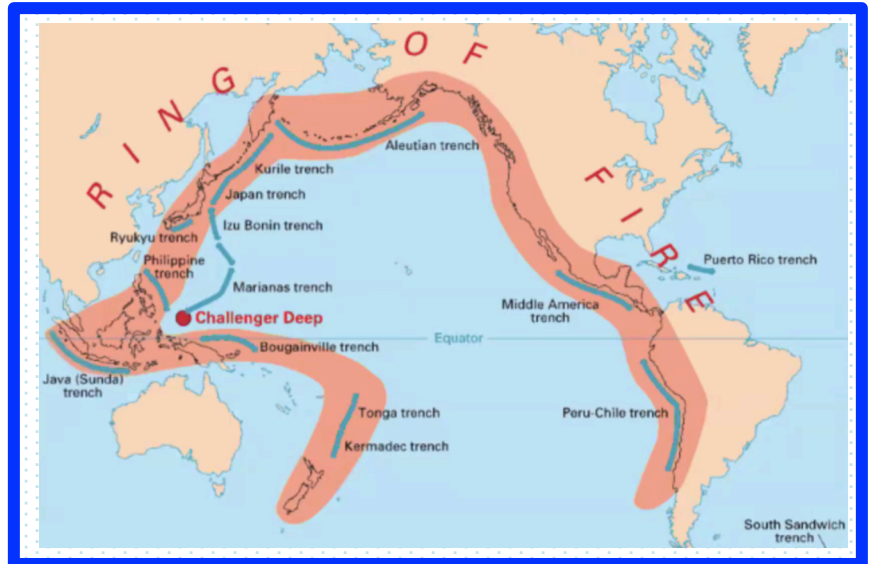 RING OF FIRE
Aleutian trench
Kurile trench
Japan trench
Izu Bonin trench
Ryukyu trench
Philippine
trench
Marianas trench
Challenger Deep
Bougainville trench
Equator
Java (Sunda)
trench
Tonga trench
Kermadec trench
Middle America
trench
Puerto Rico trench
Peru-Chile trench
South Sandwich
trench